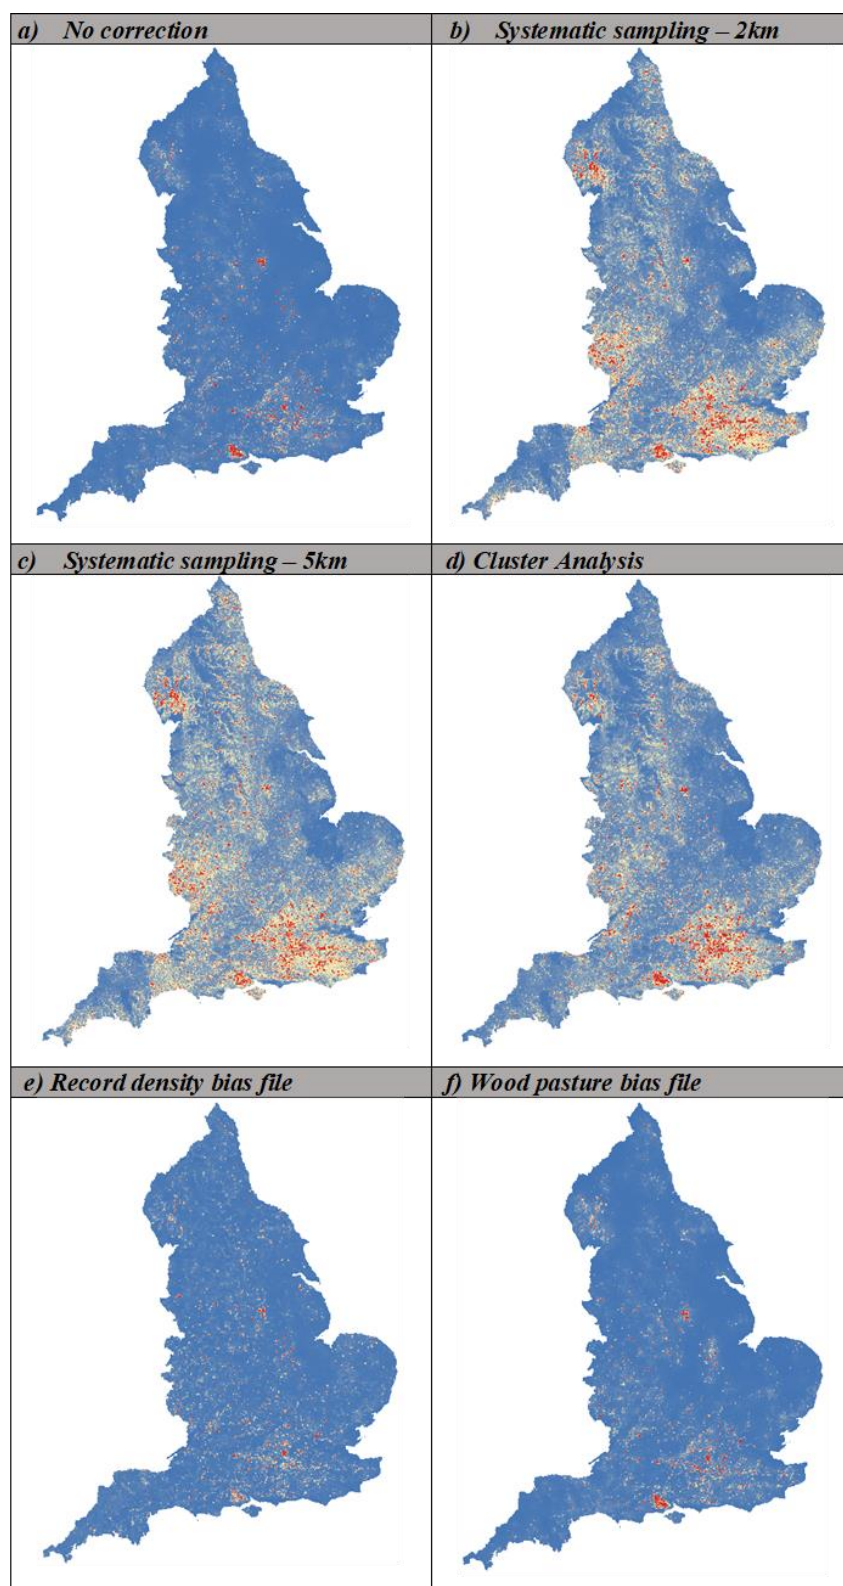 a) No correction
b) Systematic sampling – 2km
c) Systematic sampling – 5km
d) Cluster Analysis
e) Record density bias file
f) Wood pasture bias file